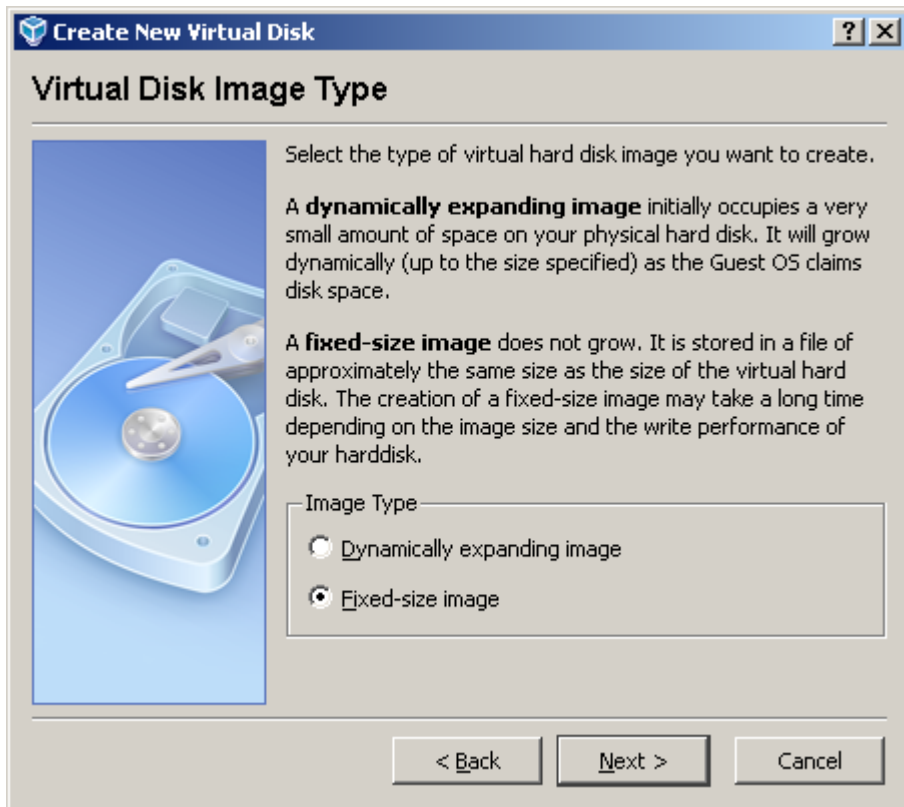 Create New Virtual Disk
Virtual Disk Image Type
Select the type of virtual hard disk image you want to create.
A dynamically expanding image initially occupies a very
small amount of space on your physical hard disk. It will grow
dynamically (up to the size specified) as the Guest OS claims
disk space.
A fixed-size image does not grow. It is stored in a file of
approximately the same size as the size of the virtual hard
disk. The creation of a fixed-size image may take a long time
depending on the image size and the write performance of
your harddisk.
Image Type
Dynamically expanding image
Fixed-size image
< Back
Next >
Cancel